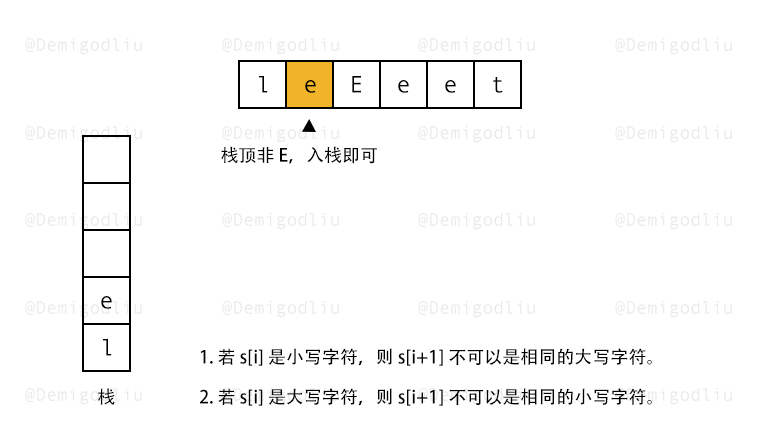 @Demigodliu @Demigodliu @Demigodliu @Demigodliu
l e E e e t
@Demigodliu @Demigodliu @Demigodliu @Demigodliu
栈顶非 E，入栈即可
@Demigodliu @Demigodliu @Demigodliu @Demigodliu
e
@Demigodliu @Demigodliu @Demigodliu @Demigodliu
l
1. 若 s[i] 是小写字符，则 s[i+1] 不可以是相同的大写字符。
@Demigodliu @Demigodliu @Demigodliu @Demigodliu
栈
2. 若 s[i] 是大写字符，则 s[i+1] 不可以是相同的小写字符。